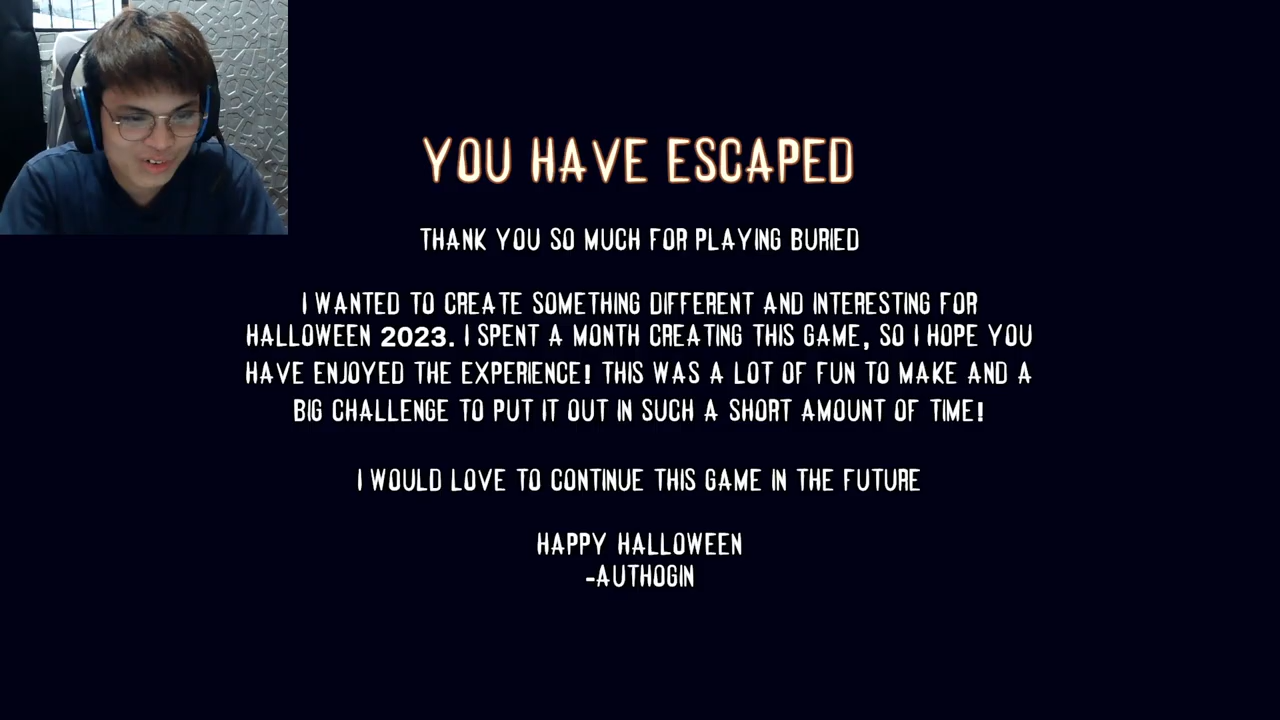 YOU HAVE ESCAPED
THANK YOU SO MUCH FOR PLAYING BURIED
I WANTED TO CREATE SOMETHING DIFFERENT AND INTERESTING FOR
HALLOWEEN 2023. I SPENT A MONTH CREATING THIS GAME, SO I HOPE YOU
HAVE ENJOYED THE EXPERIENCE! THIS WAS A LOT OF FUN TO MAKE AND A
BIG CHALLENGE TO PUT IT OUT IN SUCH A SHORT AMOUNT OF TIME!
I WOULD LOVE TO CONTINUE THIS GAME IN THE FUTURE
HAPPY HALLOWEEN
-AUTHOGIN